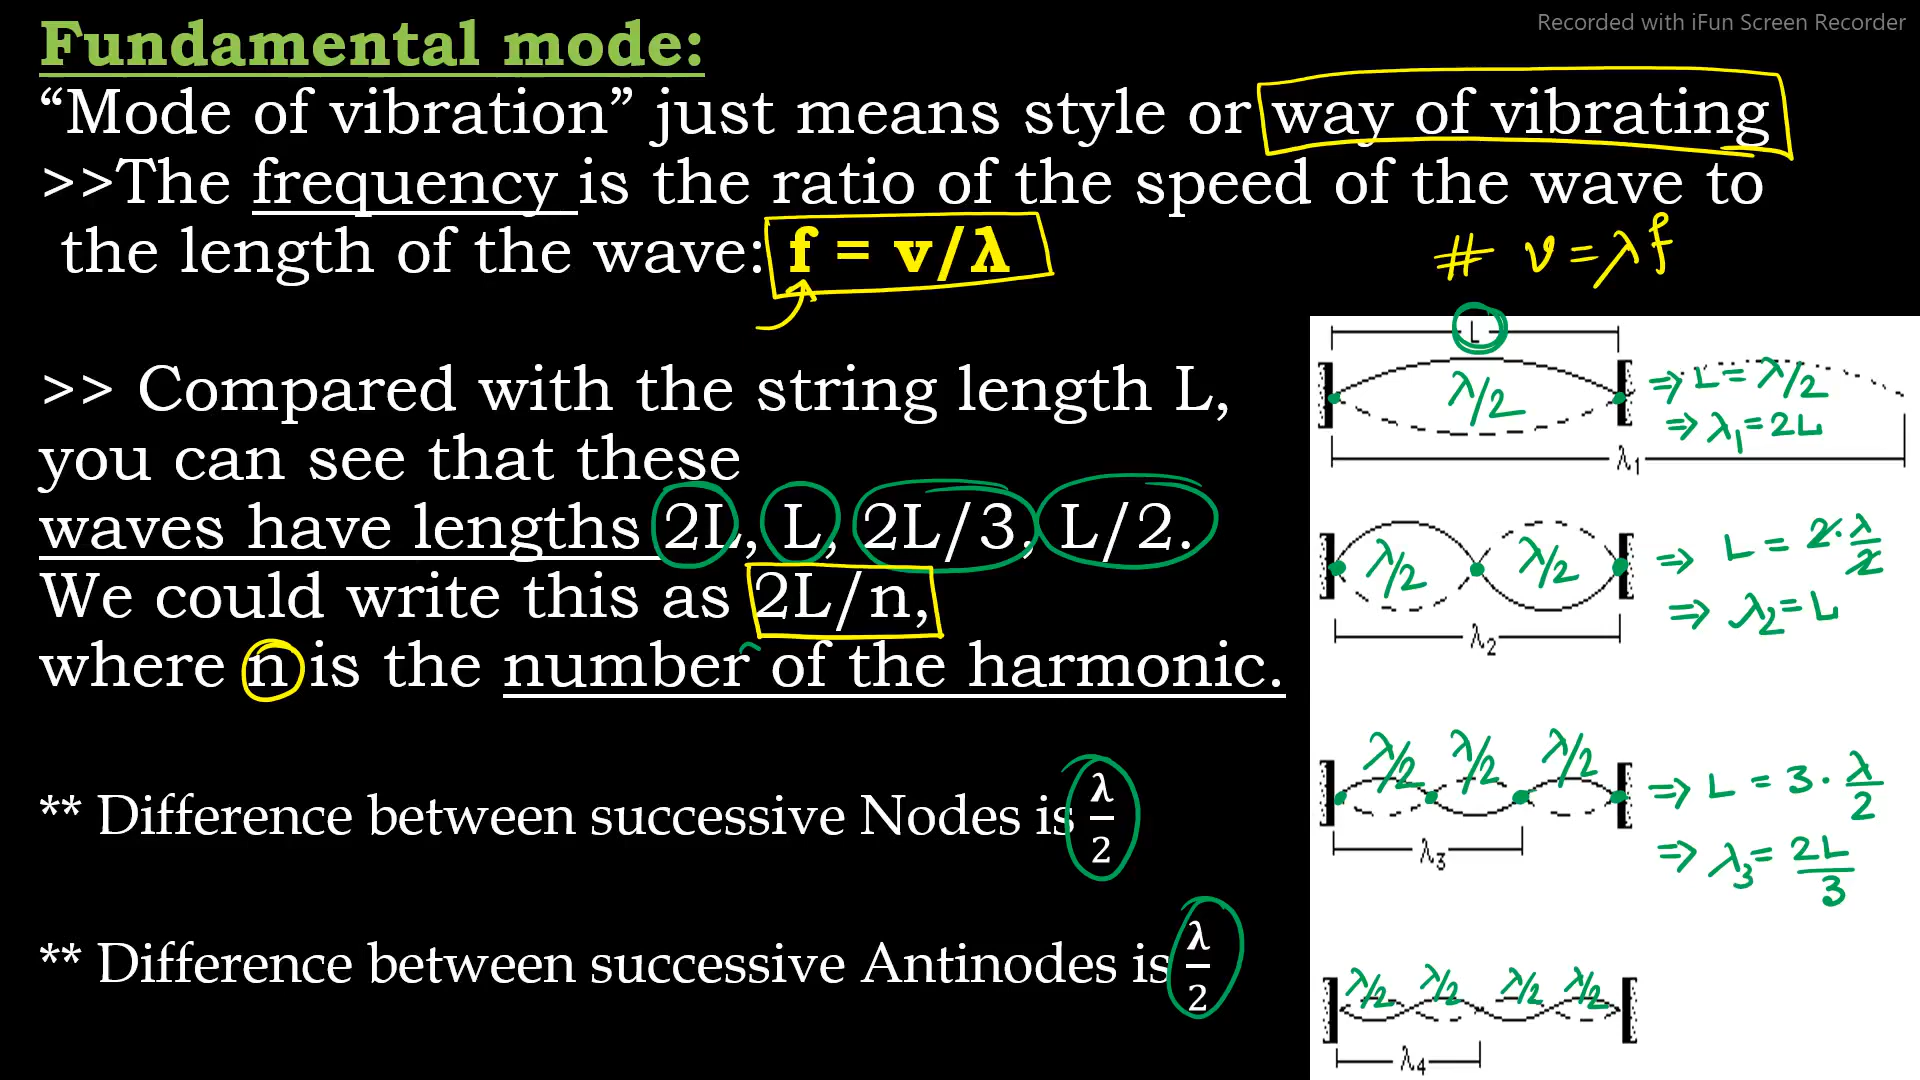 Recorded with iFun Screen Recorder
Fundamental mode:
“Mode of vibration” just means style or way of vibrating
>>The frequency is the ratio of the speed of the wave to
the length of the wave: f = v/λ
# v = λf
>> Compared with the string length L,
you can see that these
waves have lengths 2L, L, 2L/3, L/2.
We could write this as 2L/n,
where n is the number of the harmonic.
** Difference between successive Nodes is λ/2
** Difference between successive Antinodes is λ/2
L
λ/2
⇒ L = λ/2
⇒ λ1 = 2L
λ1
λ/2 λ/2
⇒ L = 2·λ/2
⇒ λ2 = L
λ2
λ/2 λ/2 λ/2
⇒ L = 3·λ/2
⇒ λ3 = 2L/3
λ3
λ/2 λ/2 λ/2 λ/2
λ4